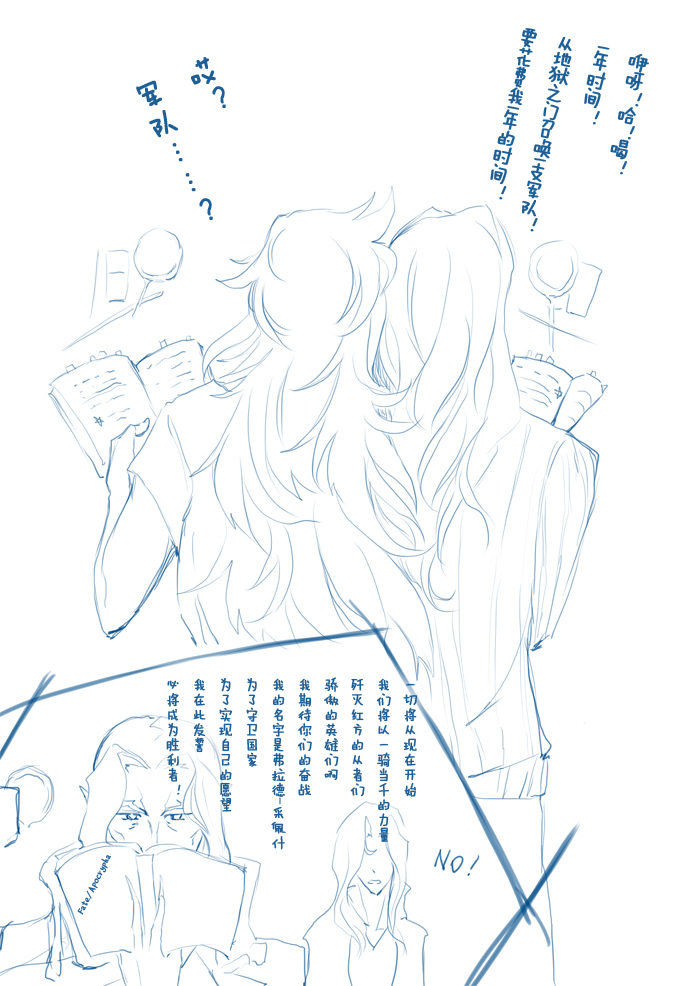 咿呀！哈！喝！
一年时间！
从地狱之门召唤一支军队！
要花费我一年的时间！
哎？
军队……？
一切将从现在开始
我们将以一骑当千的力量
歼灭红方的从者们
骄傲的英雄们啊
我期待你们的奋战
我的名字是弗拉德一采佩什
为了守卫国家
为了实现自己的愿望
我在此发誓
必将成为胜利者！
Fate/Apocrypha
NO!